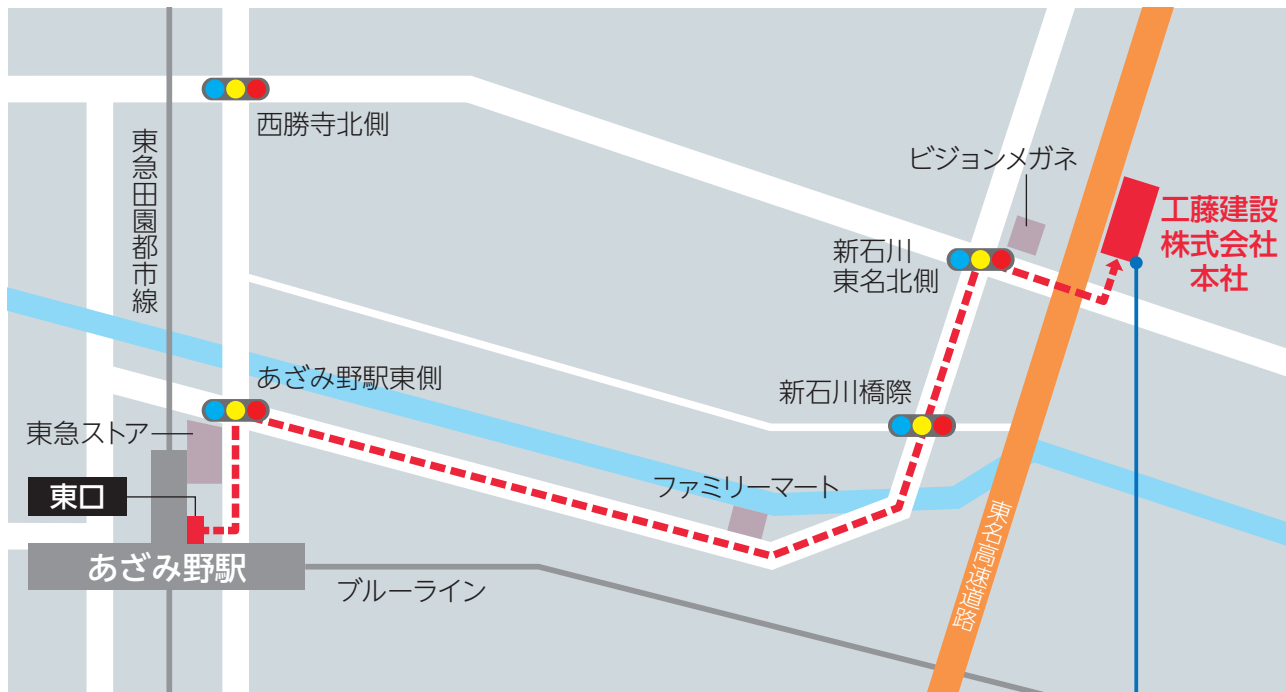 西勝寺北側
東急田園都市線
ビジョンメガネ
工藤建設
株式会社
本社
新石川
東名北側
あざみ野駅東側
新石川橋際
東急ストア
東口
ファミリーマート
あざみ野駅
ブルーライン
東名高速道路